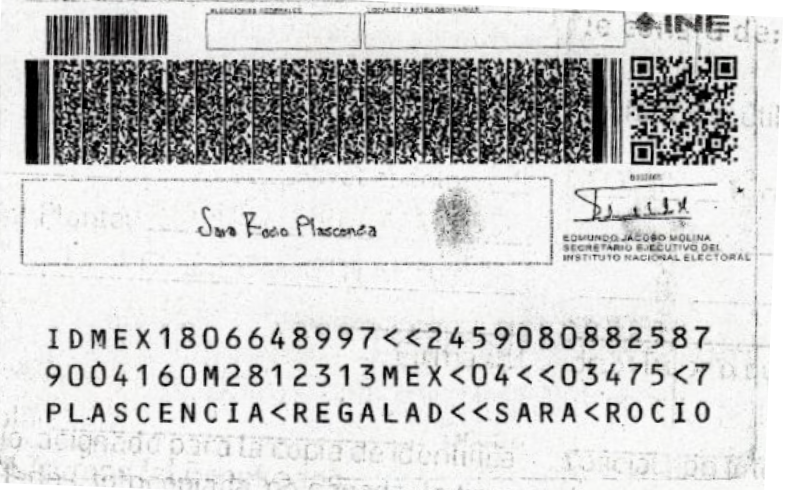 ELECCIONES FEDERALES
LOCALES Y EXTRAORDINARIAS
INE
Sara Rocio Plascencia
EDMUNDO JACOBO MOLINA
SECRETARIO EJECUTIVO DEL
INSTITUTO NACIONAL ELECTORAL
IDMEX1806648997<<2459080882587
9004160M2812313MEX<04<<03475<7
PLASCENCIA<REGALAD<<SARA<ROCIO